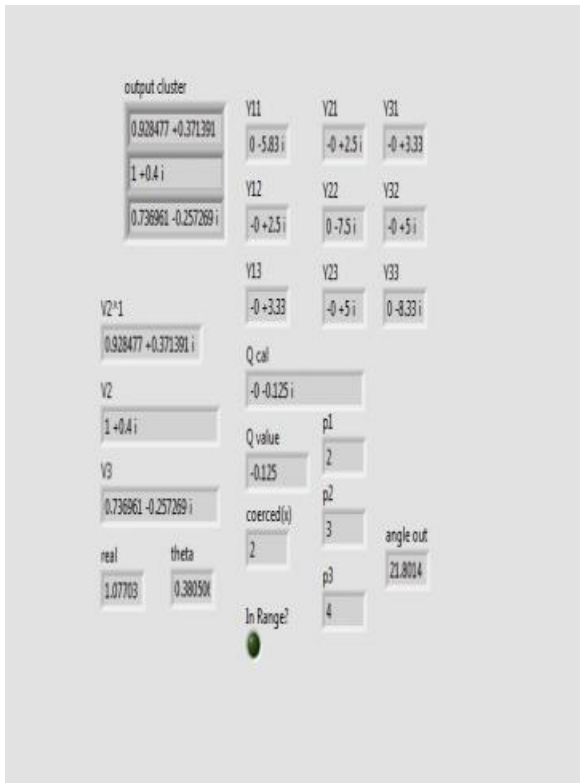 output cluster
0.928477 +0.371391
1 +0.4 i
0.736961 -0.257269 i
Y11
0 -5.83 i
Y21
-0 +2.5 i
Y31
-0 +3.33
Y12
-0 +2.5 i
Y22
0 -7.5 i
Y32
-0 +5 i
Y13
-0 +3.33
Y23
-0 +5 i
Y33
0 -8.33 i
V2^1
0.928477 +0.371391 i
V2
1 +0.4 i
V3
0.736961 -0.257269 i
real
1.07703
theta
0.38050
Q cal
-0 -0.125 i
Q value
-0.125
coerced(x)
2
In Range?
p1
2
p2
3
p3
4
angle out
21.8014